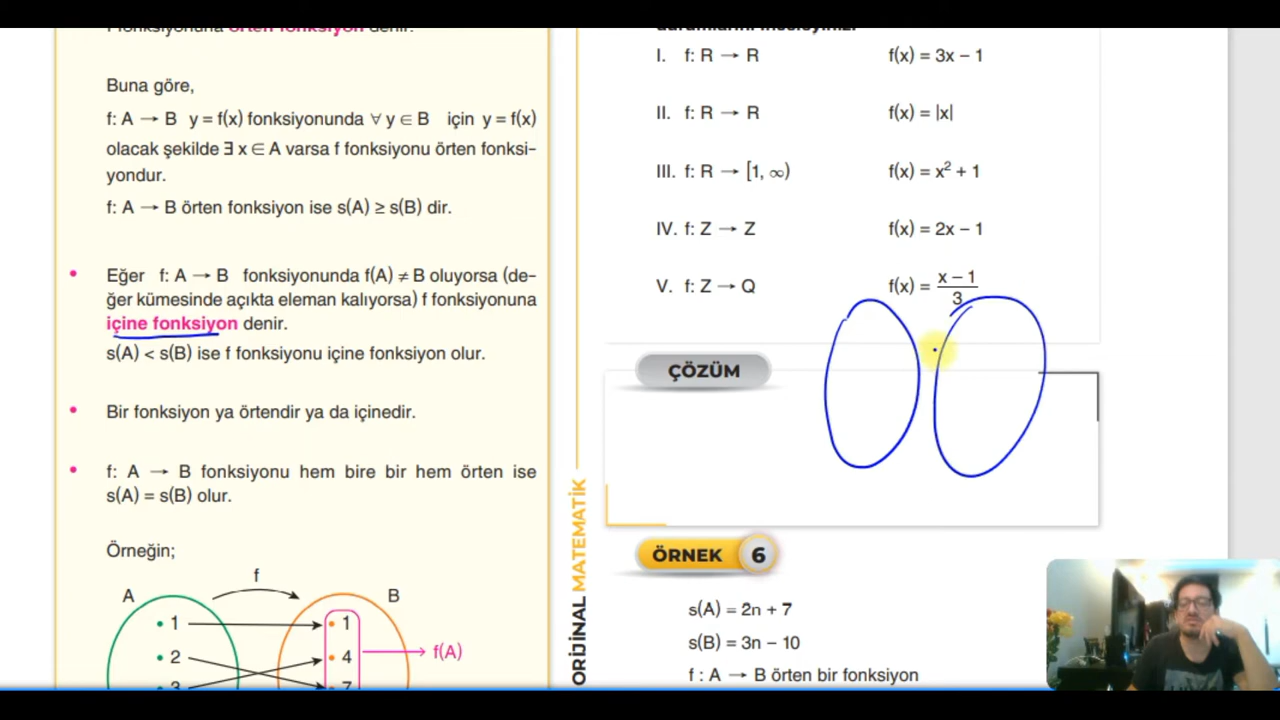 f fonksiyonuna örten fonksiyon denir.
Buna göre,
f: A → B y = f(x) fonksiyonunda ∀ y ∈ B için y = f(x)
olacak şekilde ∃ x ∈ A varsa f fonksiyonu örten fonksi-
yondur.
f: A → B örten fonksiyon ise s(A) ≥ s(B) dir.
• Eğer f: A → B fonksiyonunda f(A) ≠ B oluyorsa (de-
ğer kümesinde açıkta eleman kalıyorsa) f fonksiyonuna
içine fonksiyon denir.
s(A) < s(B) ise f fonksiyonu içine fonksiyon olur.
• Bir fonksiyon ya örtendir ya da içinedir.
• f: A → B fonksiyonu hem bire bir hem örten ise
s(A) = s(B) olur.
Örneğin;
f
A B
• 1 • 1
• 2 • 4
f(A)
• 3 • 7
ORİJİNAL MATEMATİK
durumlarını inceleyiniz.
I. f: R → R f(x) = 3x − 1
II. f: R → R f(x) = |x|
III. f: R → [1, ∞) f(x) = x² + 1
IV. f: Z → Z f(x) = 2x − 1
V. f: Z → Q f(x) = x − 1
3
ÇÖZÜM
ÖRNEK 6
s(A) = 2n + 7
s(B) = 3n − 10
f : A → B örten bir fonksiyon